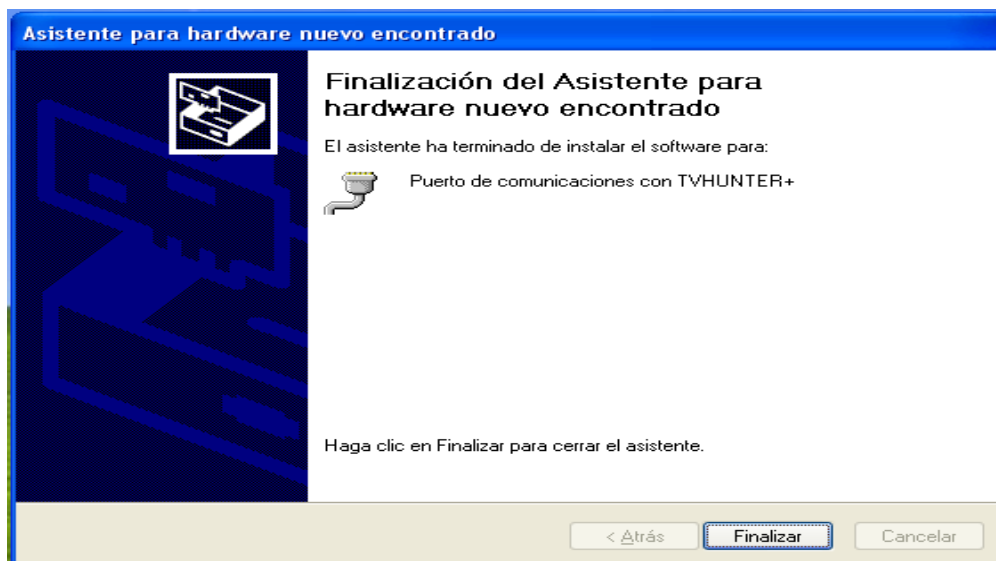 Asistente para hardware nuevo encontrado
Finalización del Asistente para
hardware nuevo encontrado
El asistente ha terminado de instalar el software para:
Puerto de comunicaciones con TVHUNTER+
Haga clic en Finalizar para cerrar el asistente.
< Atrás Finalizar Cancelar